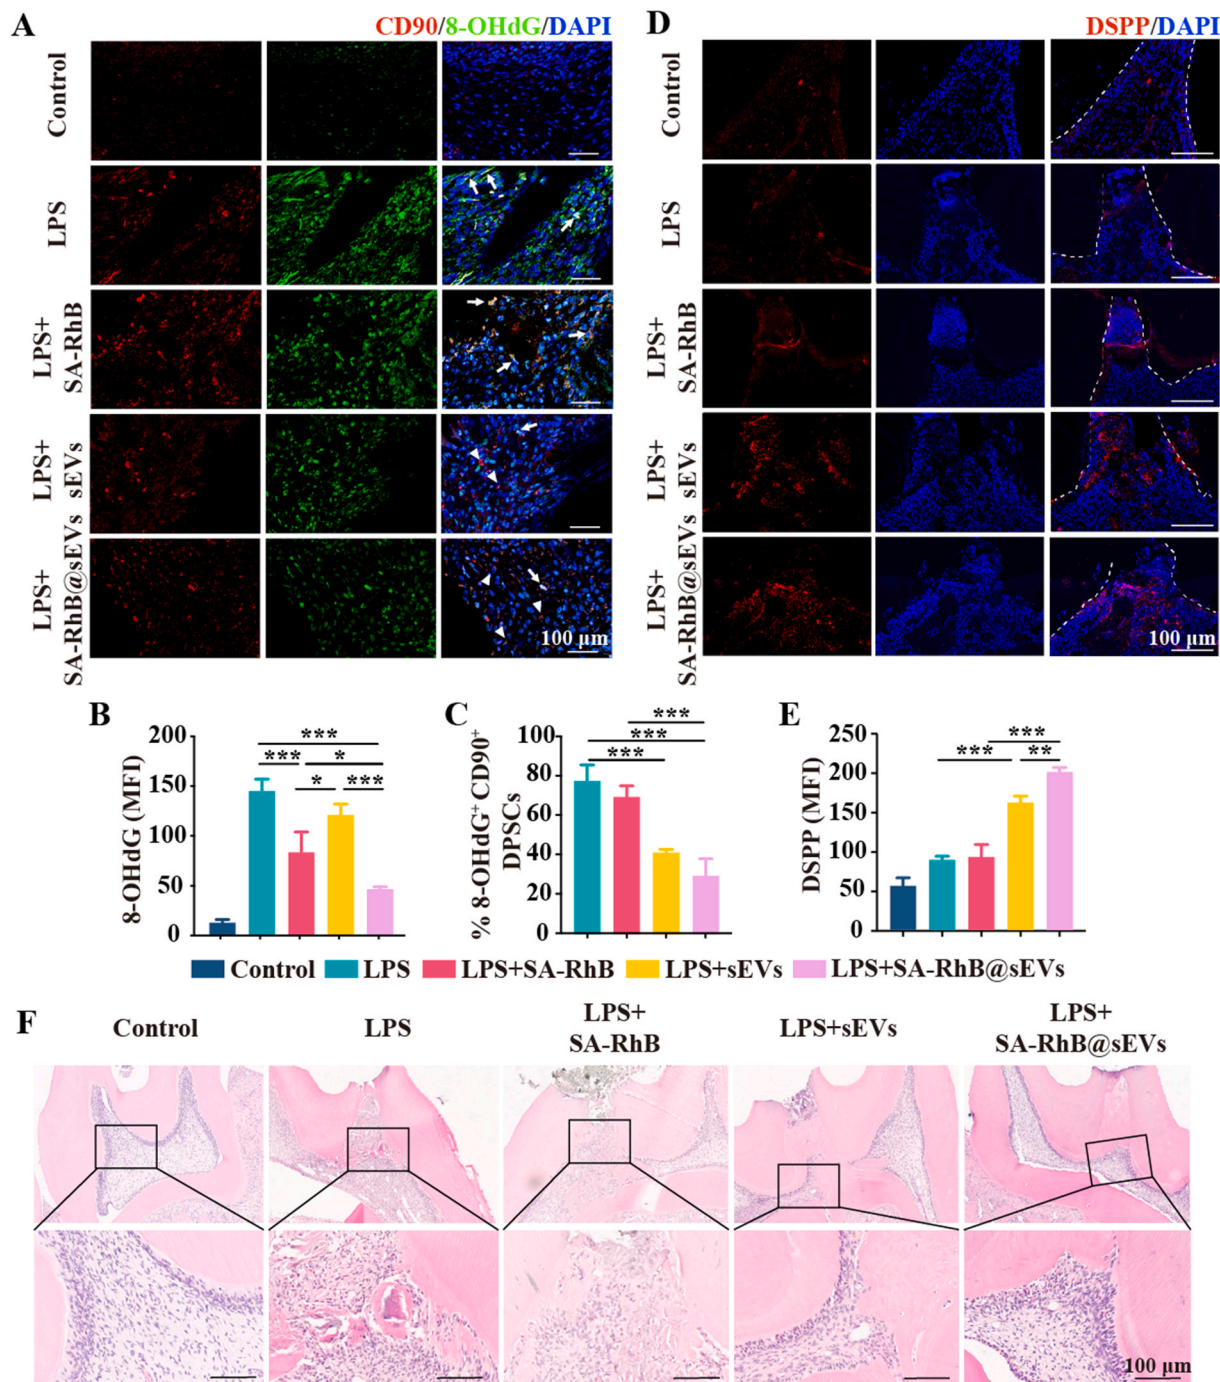 A
CD90/8-OHdG/DAPI
Control
LPS
LPS+
SA-RhB
LPS+
sEVs
LPS+
SA-RhB@sEVs
100 μm
D
DSPP/DAPI
Control
LPS
LPS+
SA-RhB
LPS+
sEVs
LPS+
SA-RhB@sEVs
100 μm
B
8-OHdG (MFI)
200
150
100
50
0
***
*** *
* ***
C
% 8-OHdG⁺ CD90⁺
DPSCs
100
80
60
40
20
0
***
***
***
E
DSPP (MFI)
250
200
150
100
50
0
***
*** **
Control LPS LPS+SA-RhB LPS+sEVs LPS+SA-RhB@sEVs
F
Control
LPS
LPS+
SA-RhB
LPS+sEVs
LPS+
SA-RhB@sEVs
100 μm